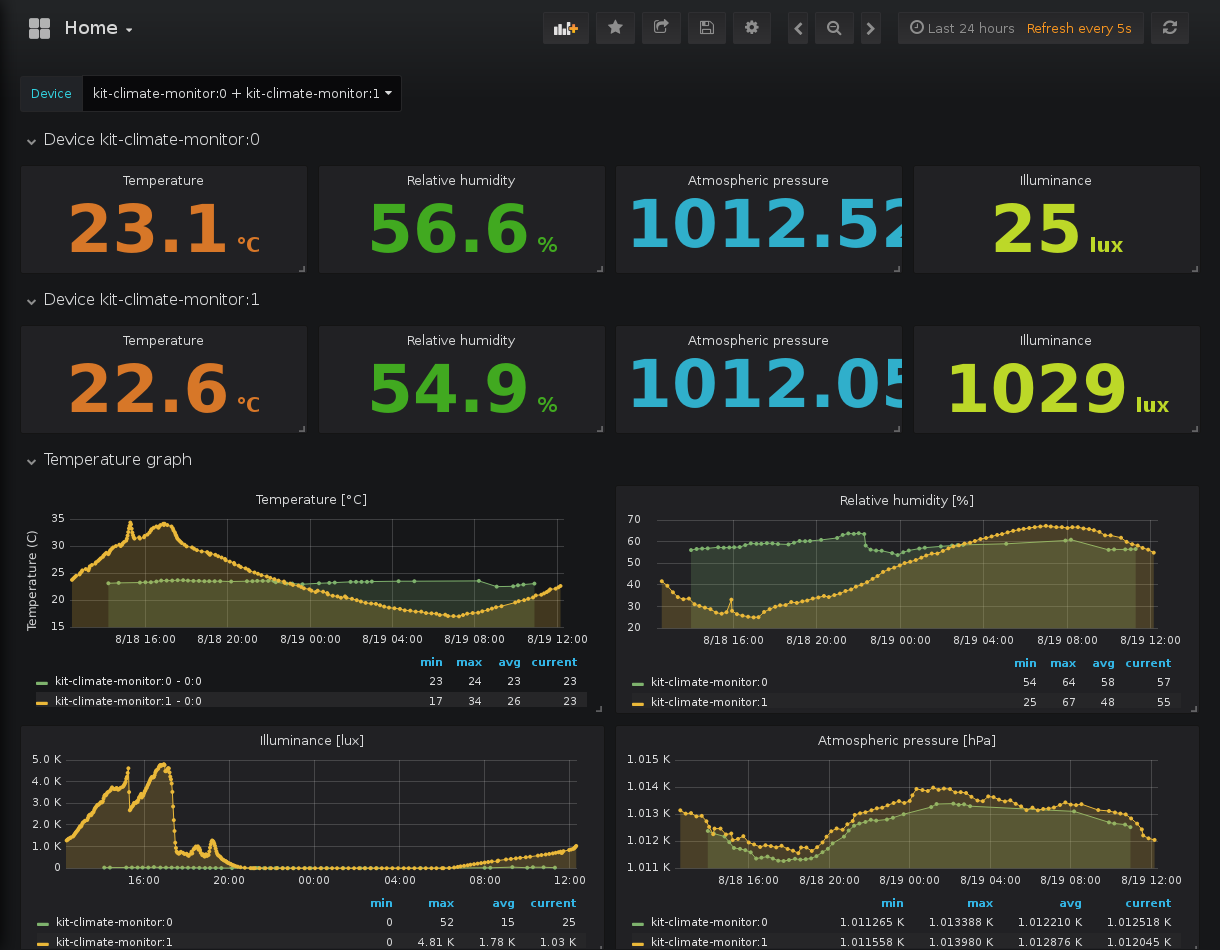 Home
Last 24 hours Refresh every 5s
Device kit-climate-monitor:0 + kit-climate-monitor:1
Device kit-climate-monitor:0
Temperature Relative humidity Atmospheric pressure Illuminance
23.1 °C 56.6 % 1012.52 25 lux
Device kit-climate-monitor:1
Temperature Relative humidity Atmospheric pressure Illuminance
22.6 °C 54.9 % 1012.05 1029 lux
Temperature graph
Temperature [°C]
Temperature (C)
35
30
25
20
15
8/18 16:00 8/18 20:00 8/19 00:00 8/19 04:00 8/19 08:00 8/19 12:00
min max avg current
kit-climate-monitor:0 - 0:0 23 24 23 23
kit-climate-monitor:1 - 0:0 17 34 26 23
Relative humidity [%]
70
60
50
40
30
20
8/18 16:00 8/18 20:00 8/19 00:00 8/19 04:00 8/19 08:00 8/19 12:00
min max avg current
kit-climate-monitor:0 54 64 58 57
kit-climate-monitor:1 25 67 48 55
Illuminance [lux]
5.0 K
4.0 K
3.0 K
2.0 K
1.0 K
0
16:00 20:00 00:00 04:00 08:00 12:00
min max avg current
kit-climate-monitor:0 0 52 15 25
kit-climate-monitor:1 0 4.81 K 1.78 K 1.03 K
Atmospheric pressure [hPa]
1.015 K
1.014 K
1.013 K
1.012 K
1.011 K
8/18 16:00 8/18 20:00 8/19 00:00 8/19 04:00 8/19 08:00 8/19 12:00
min max avg current
kit-climate-monitor:0 1.011265 K 1.013388 K 1.012210 K 1.012518 K
kit-climate-monitor:1 1.011558 K 1.013980 K 1.012876 K 1.012045 K